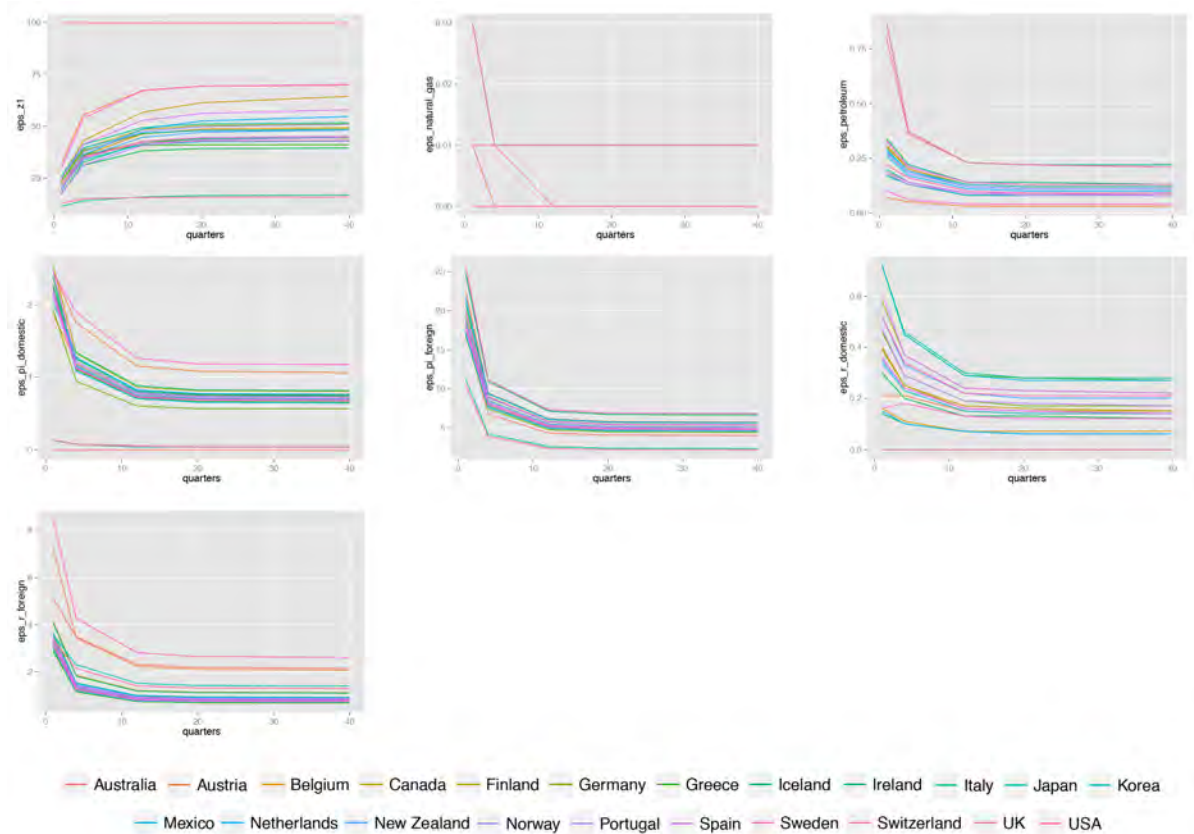 eps_z1
100
75
50
25
0 10 20 30 40
quarters
eps_natural_gas
0.03
0.02
0.01
0.00
0 10 20 30 40
quarters
eps_petroleum
0.75
0.50
0.25
0.00
0 10 20 30 40
quarters
eps_pi_domestic
2
1
0
0 10 20 30 40
quarters
eps_pi_foreign
20
15
10
5
0 10 20 30 40
quarters
eps_r_domestic
0.6
0.4
0.2
0.0
0 10 20 30 40
quarters
eps_r_foreign
8
6
4
2
0 10 20 30 40
quarters
Australia Austria Belgium Canada Finland Germany Greece Iceland Ireland Italy Japan Korea
Mexico Netherlands New Zealand Norway Portugal Spain Sweden Switzerland UK USA